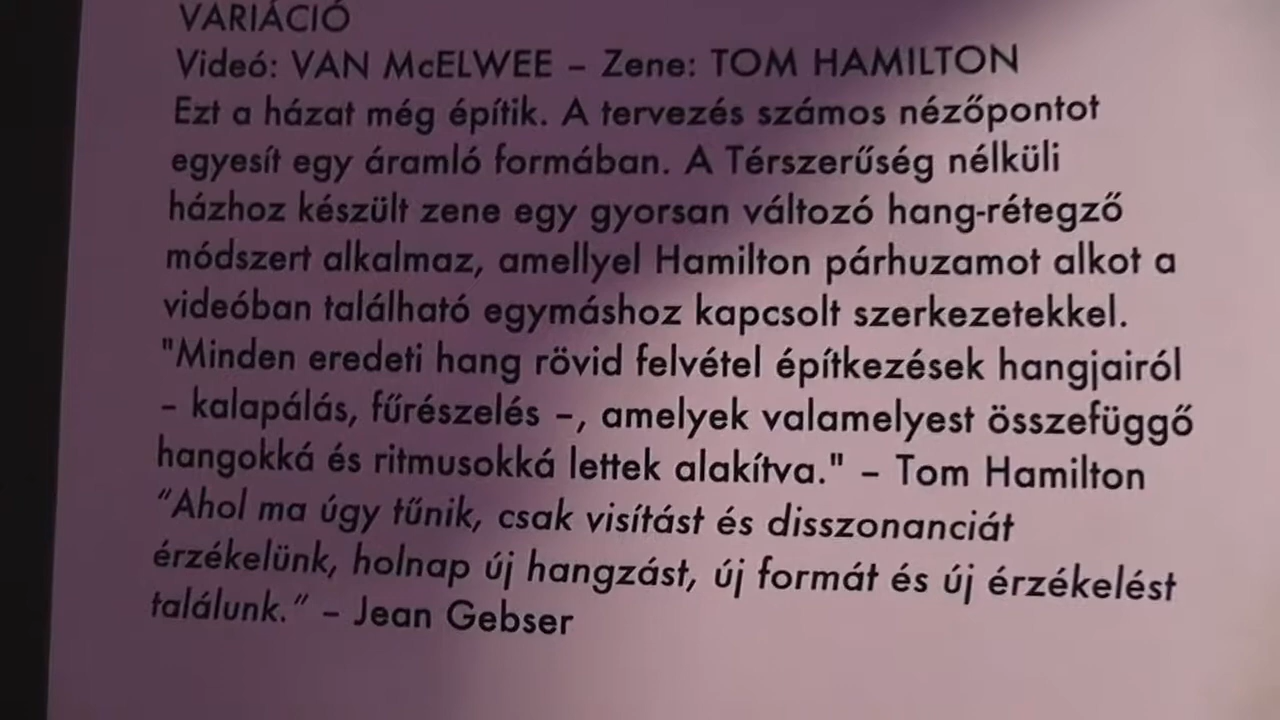 VARIÁCIÓ
Videó: VAN McELWEE – Zene: TOM HAMILTON
Ezt a házat még építik. A tervezés számos nézőpontot
egyesít egy áramló formában. A Térszerűség nélküli
házhoz készült zene egy gyorsan változó hang-rétegző
módszert alkalmaz, amellyel Hamilton párhuzamot alkot a
videóban található egymáshoz kapcsolt szerkezetekkel.
"Minden eredeti hang rövid felvétel építkezések hangjairól
– kalapálás, fűrészelés –, amelyek valamelyest összefüggő
hangokká és ritmusokká lettek alakítva." – Tom Hamilton
“Ahol ma úgy tűnik, csak visítást és disszonanciát
érzékelünk, holnap új hangzást, új formát és új érzékelést
találunk.” – Jean Gebser